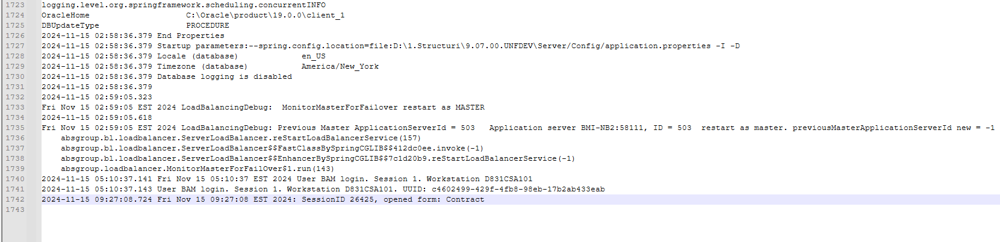 1723 logging.level.org.springframework.scheduling.concurrentINFO
1724 OracleHome                    C:\Oracle\product\19.0.0\client_1
1725 DBUpdateType                  PROCEDURE
1726 2024-11-15 02:58:36.379 End Properties
1727 2024-11-15 02:58:36.379 Startup parameters:--spring.config.location=file:D:\1.Structuri\9.07.00.UNFDEV\Server/Config/application.properties -I -D
1728 2024-11-15 02:58:36.379 Locale (database)             en_US
1729 2024-11-15 02:58:36.379 Timezone (database)           America/New_York
1730 2024-11-15 02:58:36.379 Database logging is disabled
1731 2024-11-15 02:58:36.379
1732 2024-11-15 02:59:05.323
1733 Fri Nov 15 02:59:05 EST 2024 LoadBalancingDebug:  MonitorMasterForFailover restart as MASTER
1734 2024-11-15 02:59:05.618
1735 Fri Nov 15 02:59:05 EST 2024 LoadBalancingDebug: Previous Master ApplicationServerId = 503   Application server BMI-NB2:58111, ID = 503  restart as master. previousMasterApplicationServerId new = -1
1736     absgroup.bl.loadbalancer.ServerLoadBalancer.reStartLoadBalancerService(157)
1737     absgroup.bl.loadbalancer.ServerLoadBalancer$$FastClassBySpringCGLIB$$412dc0ee.invoke(-1)
1738     absgroup.bl.loadbalancer.ServerLoadBalancer$$EnhancerBySpringCGLIB$$7c1d20b9.reStartLoadBalancerService(-1)
1739     absgroup.loadbalancer.MonitorMasterForFailOver$1.run(143)
1740 2024-11-15 05:10:37.141 Fri Nov 15 05:10:37 EST 2024 User BAM login. Session 1. Workstation D831CSA101
1741 2024-11-15 05:10:37.143 User BAM login. Session 1. Workstation D831CSA101. UUID: c4602499-429f-4fb8-98eb-17b2ab433eab
1742 2024-11-15 09:27:08.724 Fri Nov 15 09:27:08 EST 2024: SessionID 26425, opened form: Contract
1743